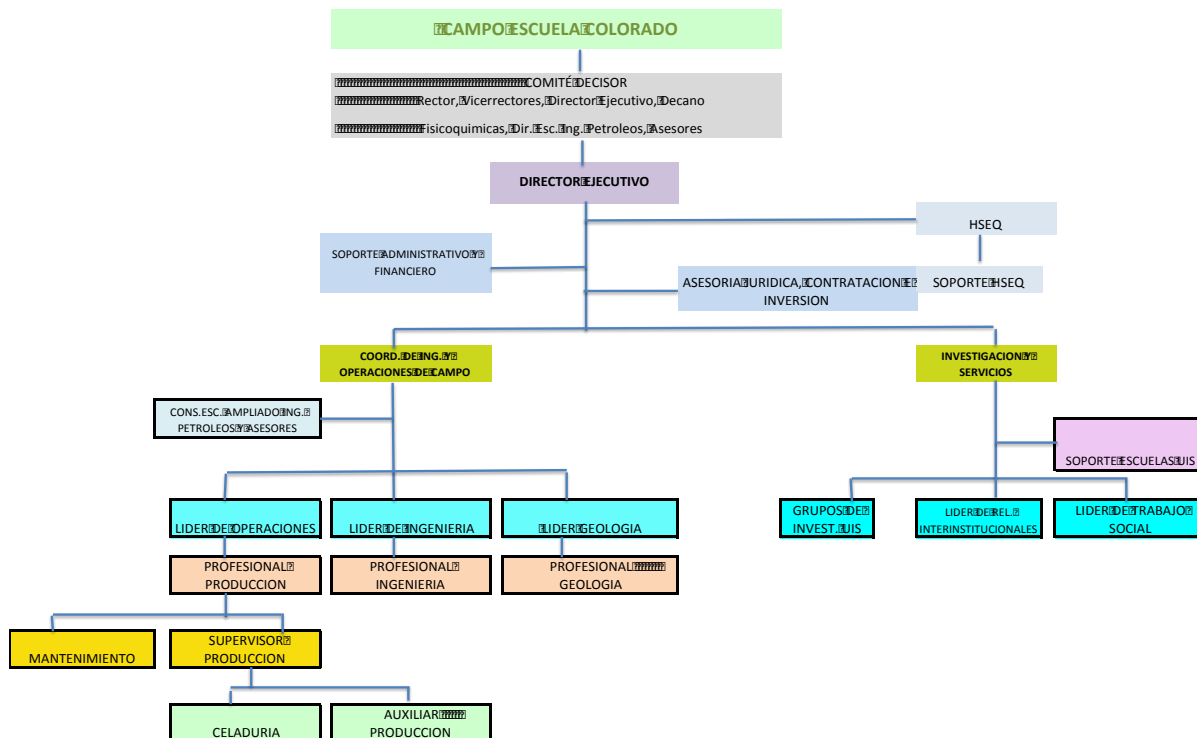 CAMPO ESCUELA COLORADO
COMITÉ DECISOR
Rector, Vicerrectores, Director Ejecutivo, Decano
Fisicoquimicas, Dir. Esc. Ing. Petroleos, Asesores
DIRECTOR EJECUTIVO
HSEQ
SOPORTE ADMINISTRATIVO Y
FINANCIERO
ASESORIA JURIDICA, CONTRATACION E
INVERSION
SOPORTE HSEQ
COORD. DE ING. Y
OPERACIONES DE CAMPO
INVESTIGACION Y
SERVICIOS
CONS.ESC. AMPLIADO ING.
PETROLEOS Y ASESORES
SOPORTE ESCUELAS UIS
LIDER DE OPERACIONES
LIDER DE INGENIERIA
LIDER GEOLOGIA
GRUPOS DE
INVEST. UIS
LIDER DE REL.
INTERINSTITUCIONALES
LIDER DE TRABAJO
SOCIAL
PROFESIONAL
PRODUCCION
PROFESIONAL
INGENIERIA
PROFESIONAL
GEOLOGIA
MANTENIMIENTO
SUPERVISOR
PRODUCCION
CELADURIA
AUXILIAR
PRODUCCION